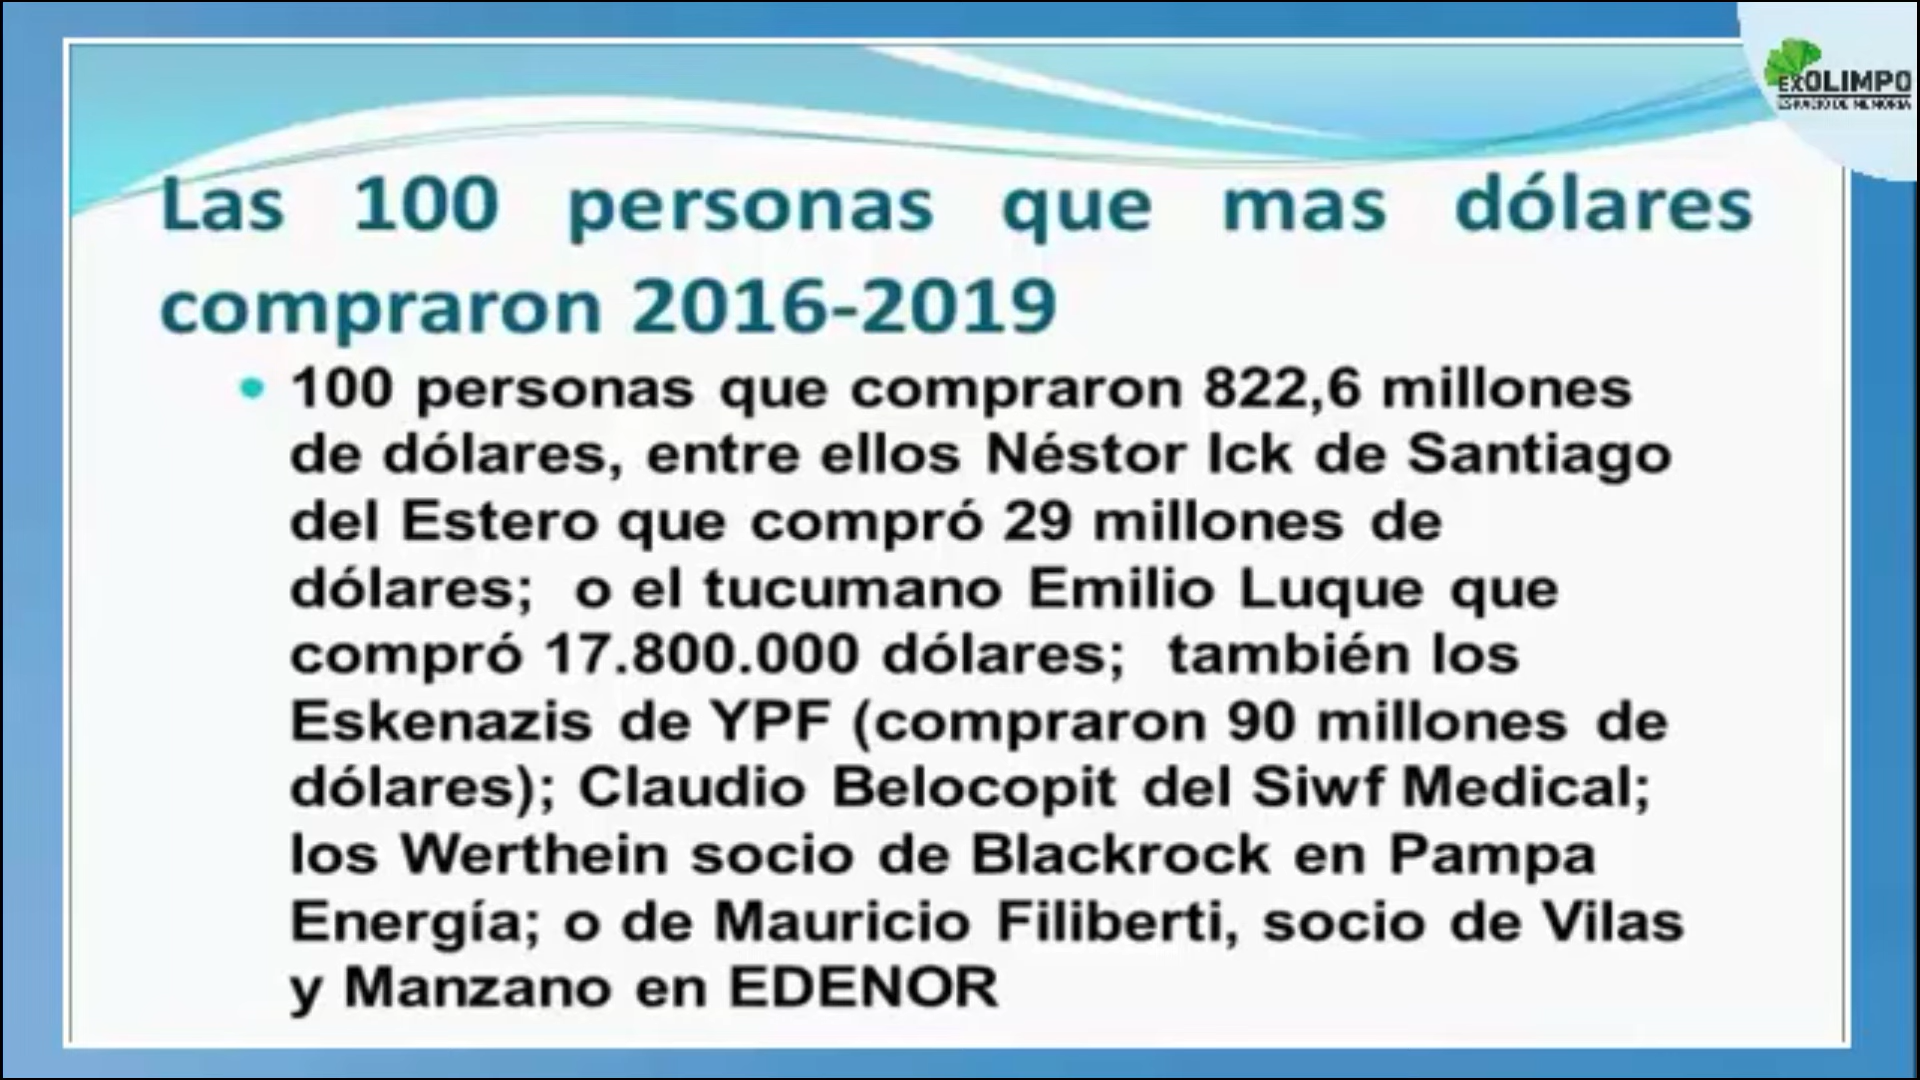 exOLIMPO
ESPACIO DE MEMORIA
Las 100 personas que mas dólares
compraron 2016-2019
• 100 personas que compraron 822,6 millones
de dólares, entre ellos Néstor Ick de Santiago
del Estero que compró 29 millones de
dólares; o el tucumano Emilio Luque que
compró 17.800.000 dólares; también los
Eskenazis de YPF (compraron 90 millones de
dólares); Claudio Belocopit del Siwf Medical;
los Werthein socio de Blackrock en Pampa
Energía; o de Mauricio Filiberti, socio de Vilas
y Manzano en EDENOR